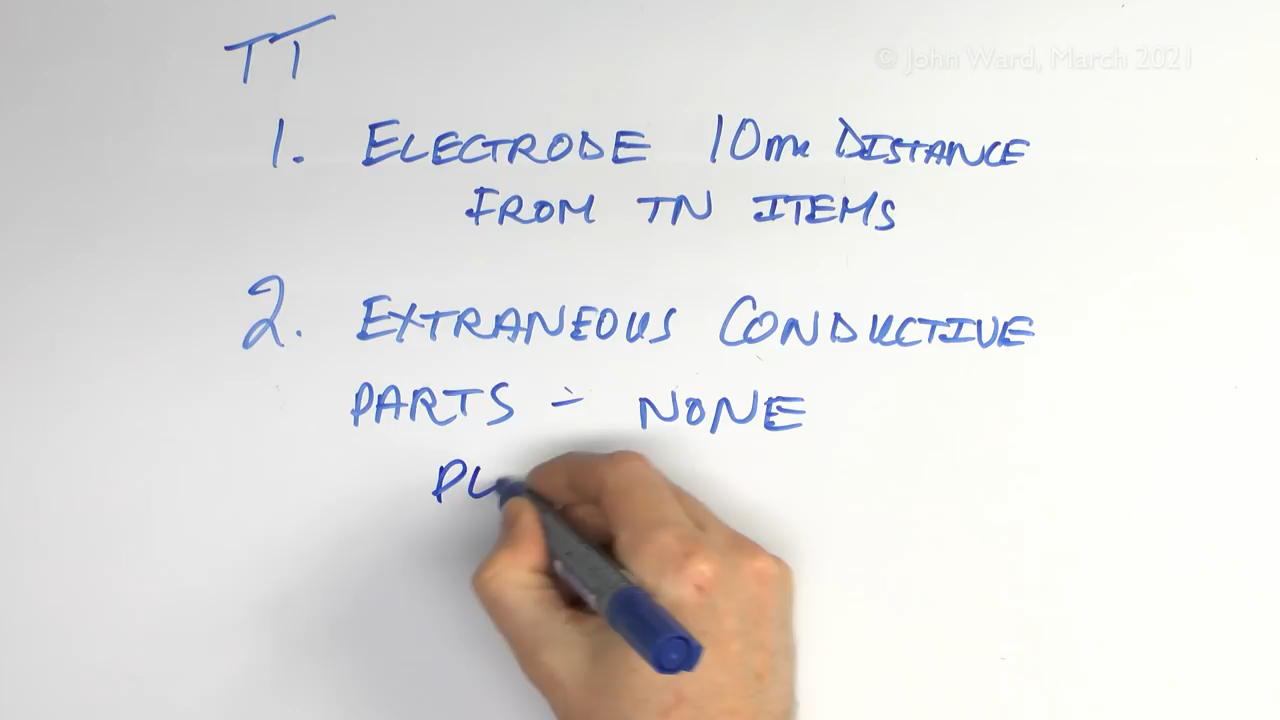 TT
© John Ward, March 2021
1. ELECTRODE 10m DISTANCE
FROM TN ITEMS
2. EXTRANEOUS CONDUCTIVE
PARTS - NONE